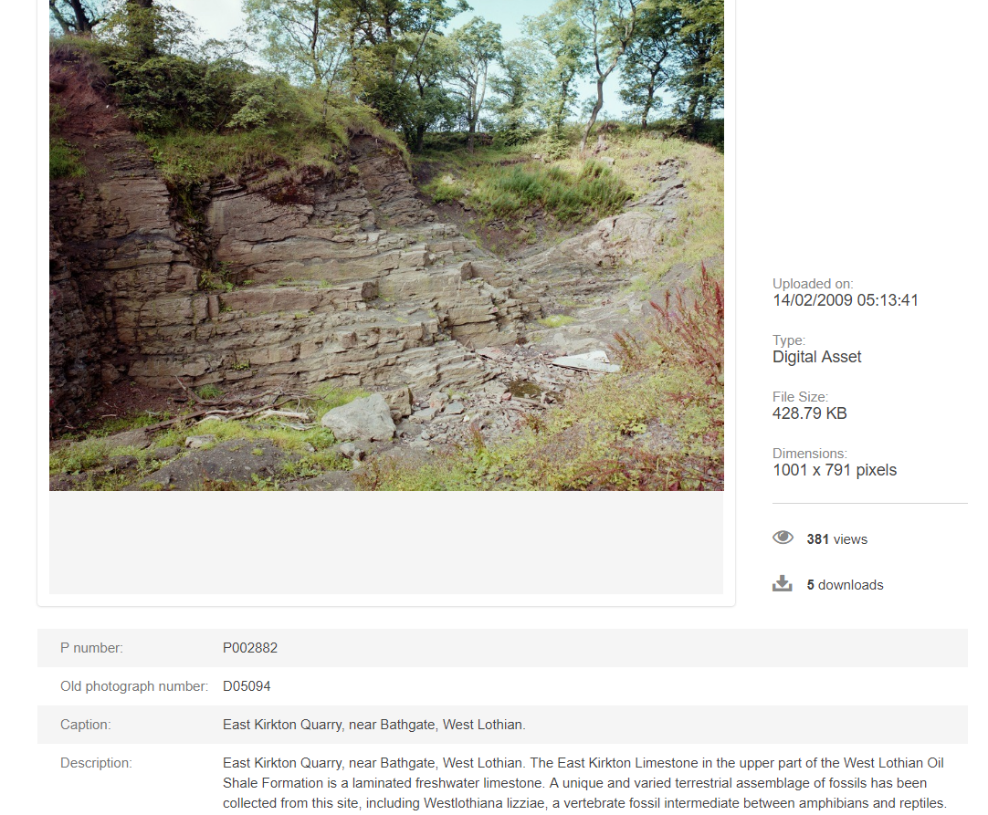 Uploaded on:
14/02/2009 05:13:41
Type:
Digital Asset
File Size:
428.79 KB
Dimensions:
1001 x 791 pixels
381 views
5 downloads
P number: P002882
Old photograph number: D05094
Caption: East Kirkton Quarry, near Bathgate, West Lothian.
Description: East Kirkton Quarry, near Bathgate, West Lothian. The East Kirkton Limestone in the upper part of the West Lothian Oil
Shale Formation is a laminated freshwater limestone. A unique and varied terrestrial assemblage of fossils has been
collected from this site, including Westlothiana lizziae, a vertebrate fossil intermediate between amphibians and reptiles.